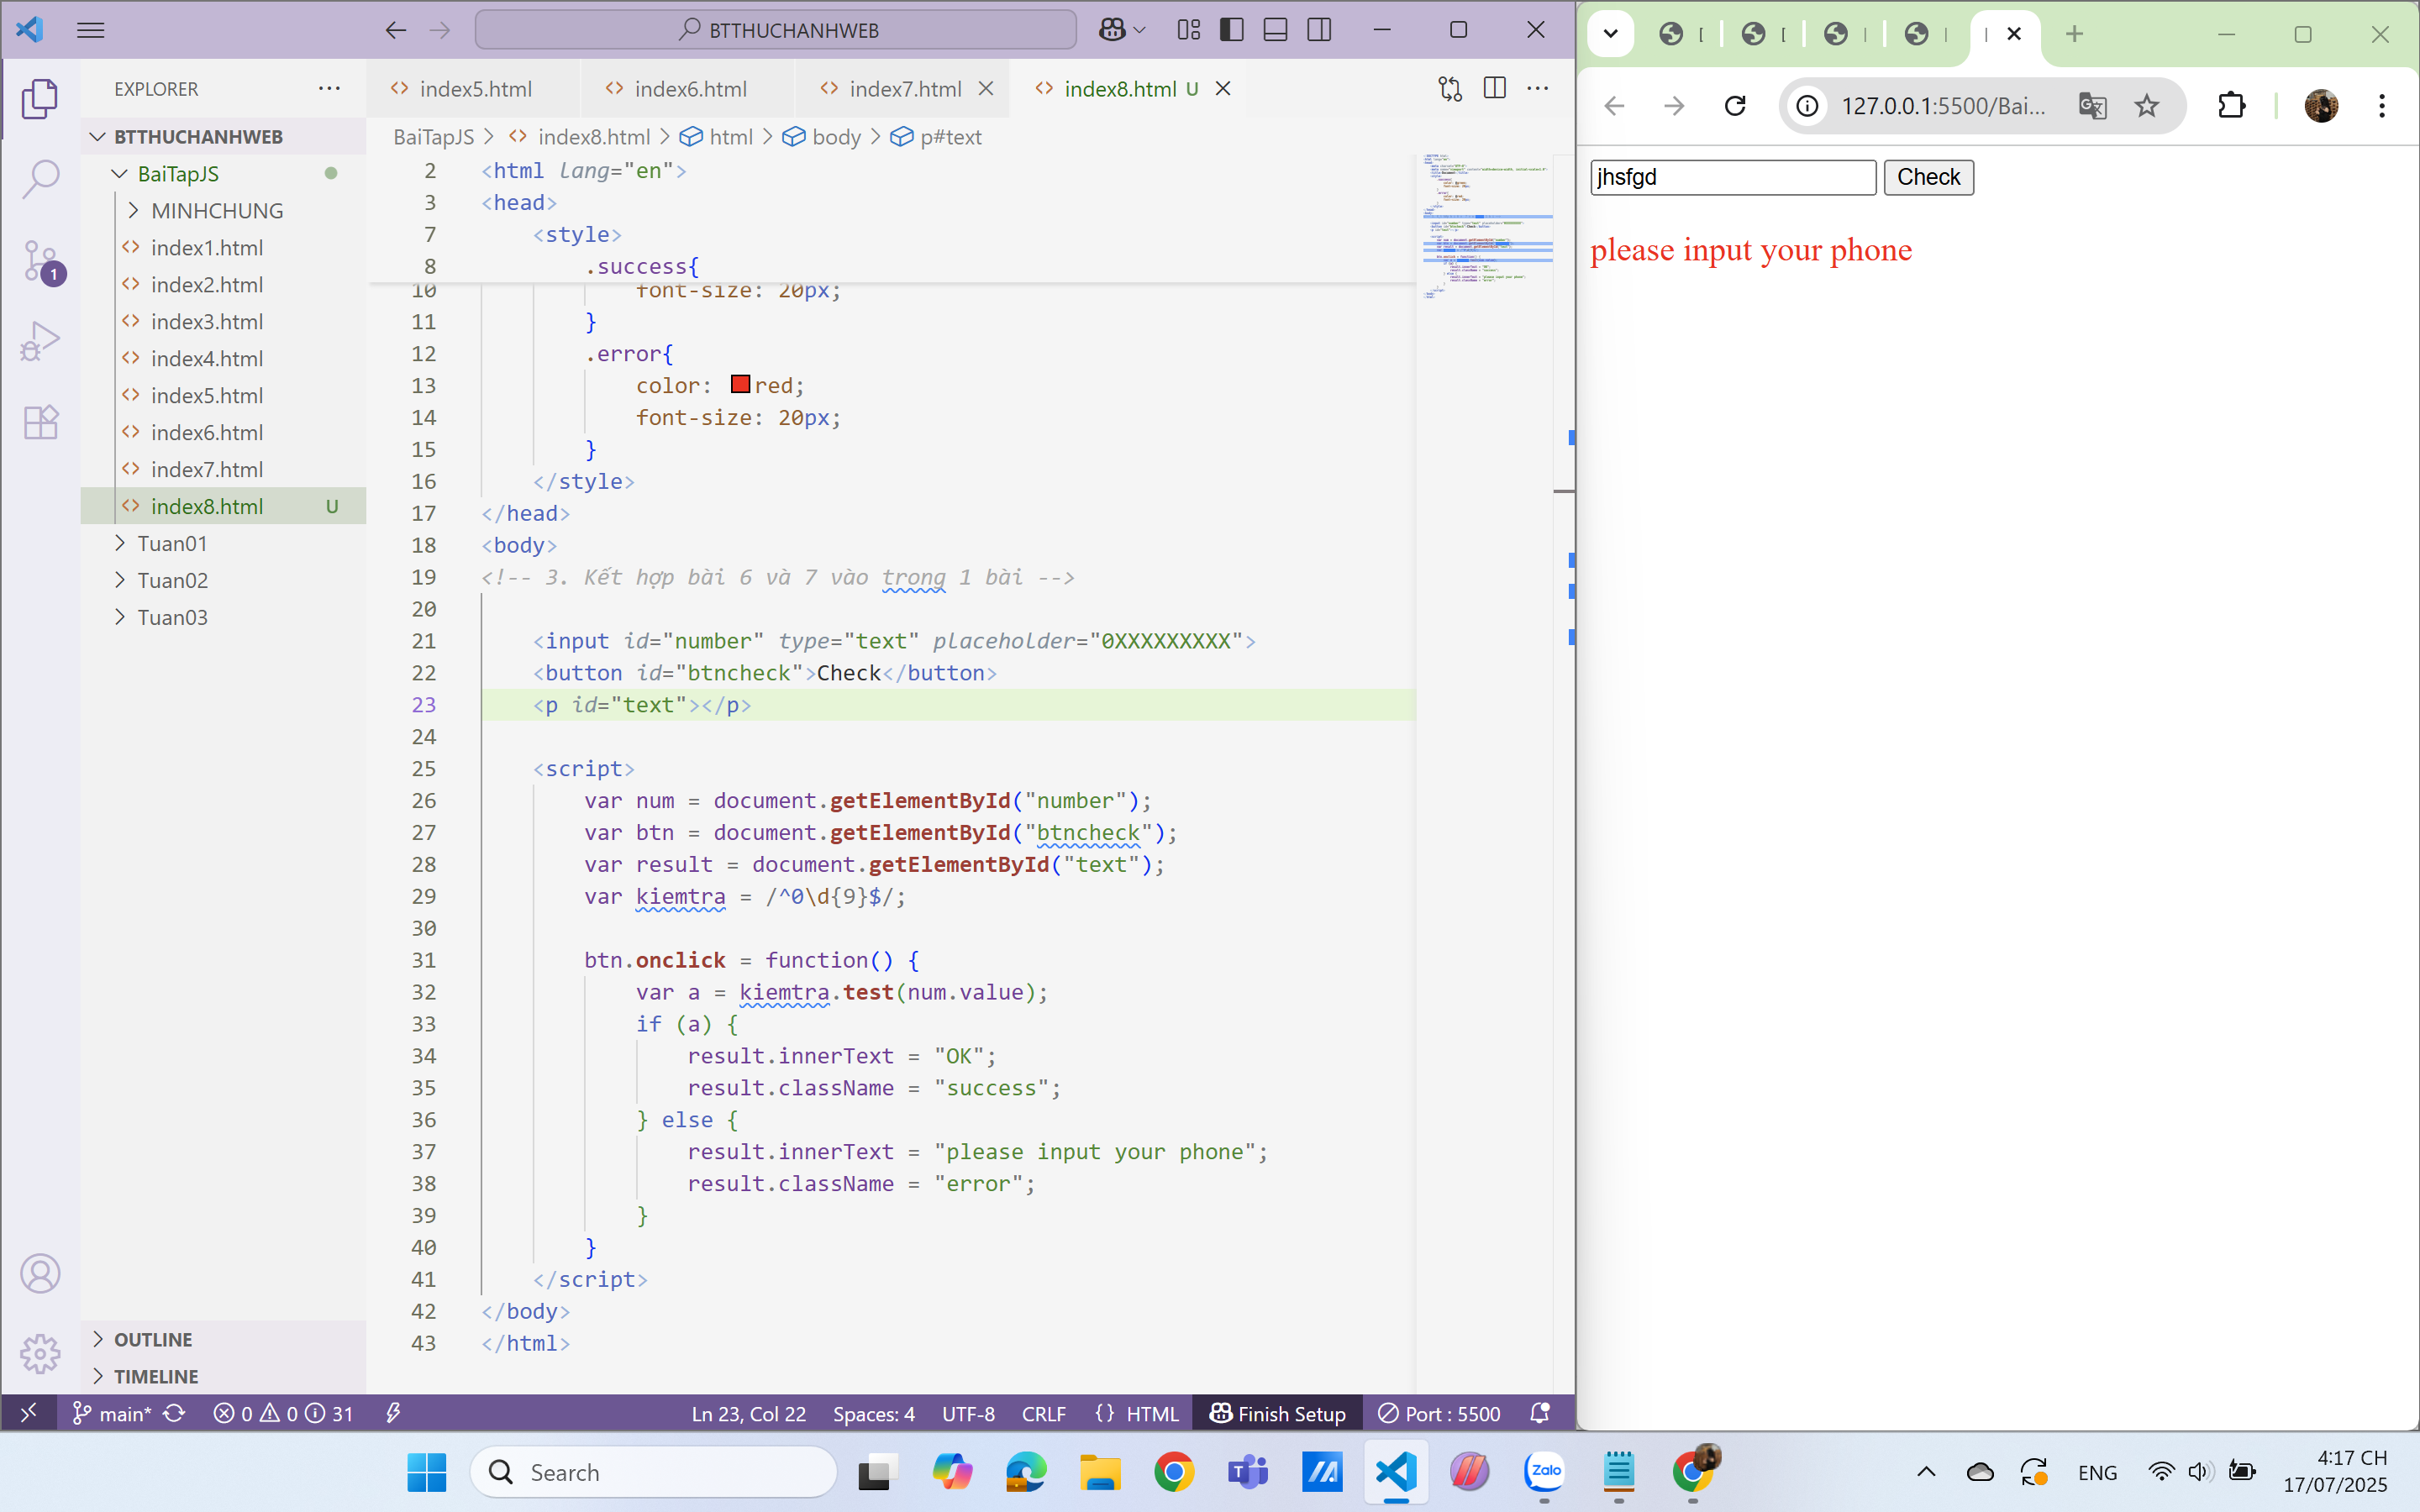 BTTHUCHANHWEB
EXPLORER
BTTHUCHANHWEB
BaiTapJS
MINHCHUNG
index1.html
index2.html
index3.html
index4.html
index5.html
index6.html
index7.html
index8.html U
Tuan01
Tuan02
Tuan03
OUTLINE
TIMELINE
1
index5.html index6.html index7.html index8.html U
BaiTapJS > index8.html > html > body > p#text
2 <html lang="en">
3 <head>
7 <style>
8 .success{
10 font-size: 20px;
11 }
12 .error{
13 color: red;
14 font-size: 20px;
15 }
16 </style>
17 </head>
18 <body>
19 <!-- 3. Kết hợp bài 6 và 7 vào trong 1 bài -->
20
21 <input id="number" type="text" placeholder="0XXXXXXXXX">
22 <button id="btncheck">Check</button>
23 <p id="text"></p>
24
25 <script>
26 var num = document.getElementById("number");
27 var btn = document.getElementById("btncheck");
28 var result = document.getElementById("text");
29 var kiemtra = /^0\d{9}$/;
30
31 btn.onclick = function() {
32 var a = kiemtra.test(num.value);
33 if (a) {
34 result.innerText = "OK";
35 result.className = "success";
36 } else {
37 result.innerText = "please input your phone";
38 result.className = "error";
39 }
40 }
41 </script>
42 </body>
43 </html>
main* 0 0 31 Ln 23, Col 22 Spaces: 4 UTF-8 CRLF {} HTML Finish Setup Port : 5500
127.0.0.1:5500/Bai...
jhsfgd Check
please input your phone
Search
Zalo
ENG
4:17 CH
17/07/2025